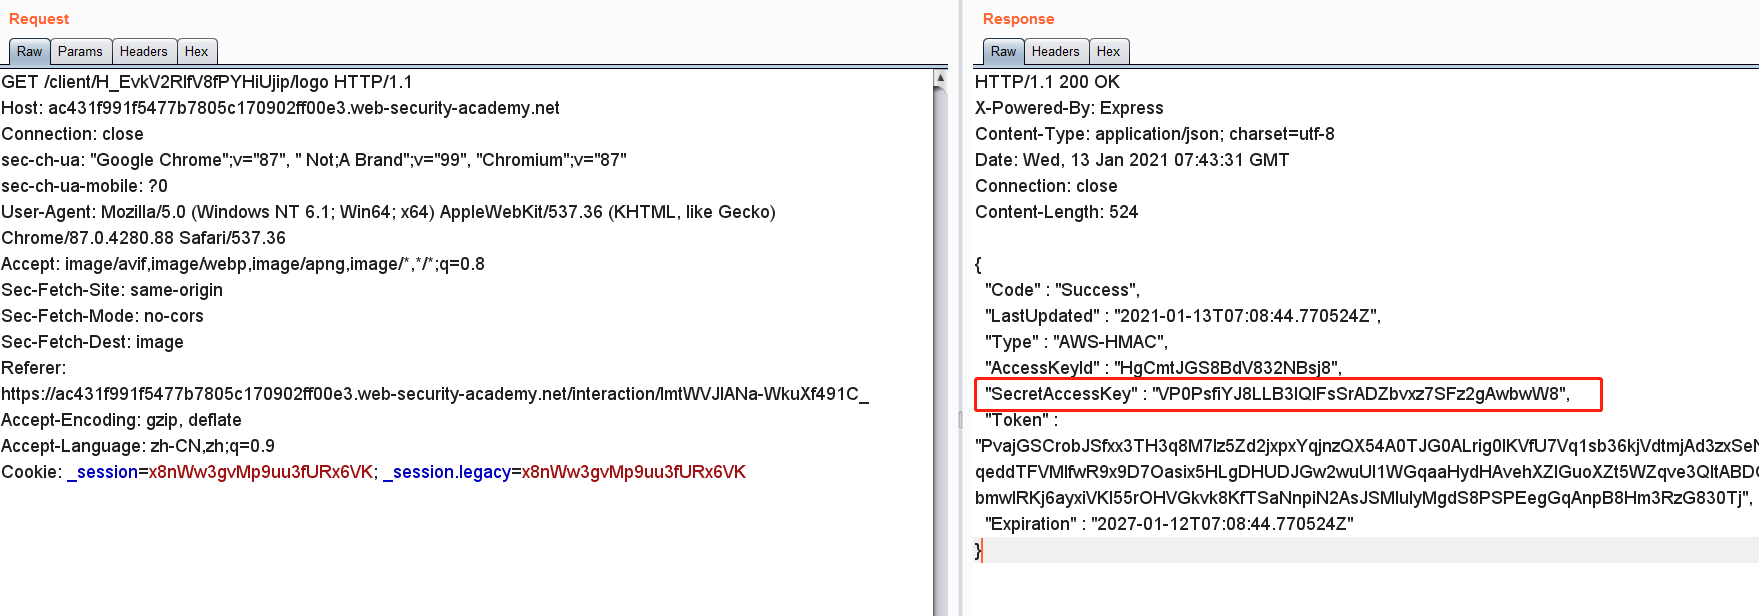 Request
Raw Params Headers Hex
GET /client/H_EvkV2RlfV8fPYHiUjip/logo HTTP/1.1
Host: ac431f991f5477b7805c170902ff00e3.web-security-academy.net
Connection: close
sec-ch-ua: "Google Chrome";v="87", " Not;A Brand";v="99", "Chromium";v="87"
sec-ch-ua-mobile: ?0
User-Agent: Mozilla/5.0 (Windows NT 6.1; Win64; x64) AppleWebKit/537.36 (KHTML, like Gecko)
Chrome/87.0.4280.88 Safari/537.36
Accept: image/avif,image/webp,image/apng,image/*,*/*;q=0.8
Sec-Fetch-Site: same-origin
Sec-Fetch-Mode: no-cors
Sec-Fetch-Dest: image
Referer:
https://ac431f991f5477b7805c170902ff00e3.web-security-academy.net/interaction/ImtWVJIANa-WkuXf491C_
Accept-Encoding: gzip, deflate
Accept-Language: zh-CN,zh;q=0.9
Cookie: _session=x8nWw3gvMp9uu3fURx6VK; _session.legacy=x8nWw3gvMp9uu3fURx6VK
Response
Raw Headers Hex
HTTP/1.1 200 OK
X-Powered-By: Express
Content-Type: application/json; charset=utf-8
Date: Wed, 13 Jan 2021 07:43:31 GMT
Connection: close
Content-Length: 524
{
"Code" : "Success",
"LastUpdated" : "2021-01-13T07:08:44.770524Z",
"Type" : "AWS-HMAC",
"AccessKeyId" : "HgCmtJGS8BdV832NBsj8",
"SecretAccessKey" : "VP0PsfiYJ8LLB3IQIFsSrADZbvxz7SFz2gAwbwW8",
"Token" :
"PvajGSCrobJSfxx3TH3q8M7lz5Zd2jxpxYqjnzQX54A0TJG0ALrig0IKVfU7Vq1sb36kjVdtmjAd3zxSeN
qeddTFVMlfwR9x9D7Oasix5HLgDHUDJGw2wuUI1WGqaaHydHAvehXZIGuoXZt5WZqve3QltABDC
bmwlRKj6ayxiVKl55rOHVGkvk8KfTSaNnpiN2AsJSMlulyMgdS8PSPEegGqAnpB8Hm3RzG830Tj",
"Expiration" : "2027-01-12T07:08:44.770524Z"
}